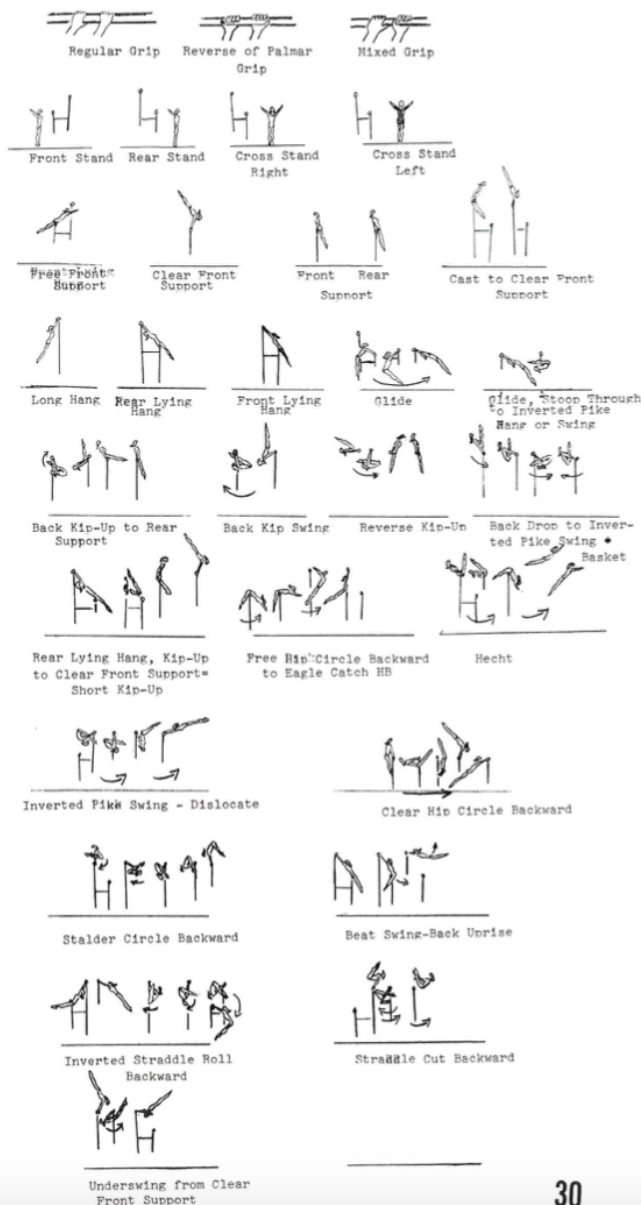 Regular Grip
Reverse of Palmar
Grip
Mixed Grip
Front Stand
Rear Stand
Cross Stand
Right
Cross Stand
Left
Free Front
Support
Clear Front
Support
Front Rear
Support
Cast to Clear Front
Support
Long Hang
Rear Lying
Hang
Front Lying
Hang
Glide
Glide, Stoop Through
to Inverted Pike
Hang or Swing
Back Kip-Up to Rear
Support
Back Kip Swing
Reverse Kip-Up
Back Drop to Inver-
ted Pike Swing
Basket
Rear Lying Hang, Kip-Up
to Clear Front Support=
Short Kip-Up
Free Hip Circle Backward
to Eagle Catch HB
Hecht
Inverted Pike Swing - Dislocate
Clear Hip Circle Backward
Stalder Circle Backward
Beat Swing-Back Uprise
Inverted Straddle Roll
Backward
Straddle Cut Backward
Underswing from Clear
Front Support
30